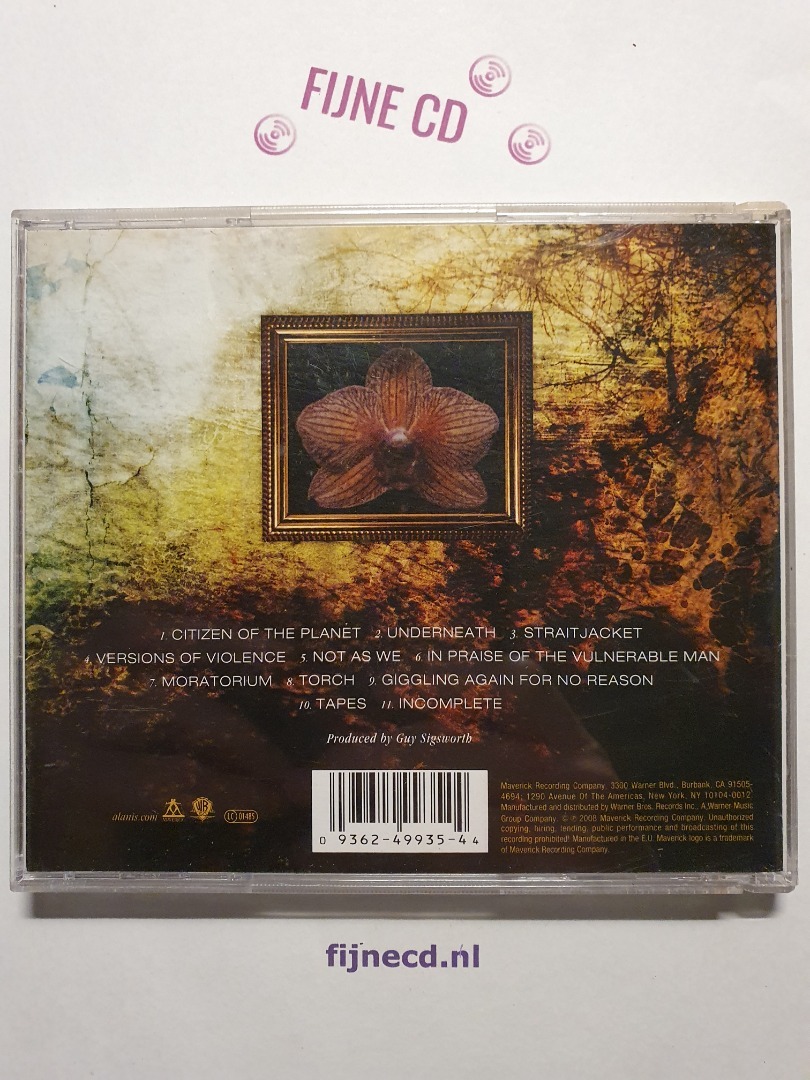 FIJNE CD
1. CITIZEN OF THE PLANET 2. UNDERNEATH 3. STRAITJACKET
4. VERSIONS OF VIOLENCE 5. NOT AS WE 6. IN PRAISE OF THE VULNERABLE MAN
7. MORATORIUM 8. TORCH 9. GIGGLING AGAIN FOR NO REASON
10. TAPES 11. INCOMPLETE
Produced by Guy Sigsworth
alanis.com
WB
LC 01485
0 9362-49935-4 4
Maverick Recording Company, 3300 Warner Blvd., Burbank, CA 91505-
4694; 1290 Avenue Of The Americas, New York, NY 10104-0012
Manufactured and distributed by Warner Bros. Records Inc., A Warner Music
Group Company. © ℗ 2008 Maverick Recording Company. Unauthorized
copying, hiring, lending, public performance and broadcasting of this
recording prohibited! Manufactured in the E.U. Maverick logo is a trademark
of Maverick Recording Company.
fijnecd.nl